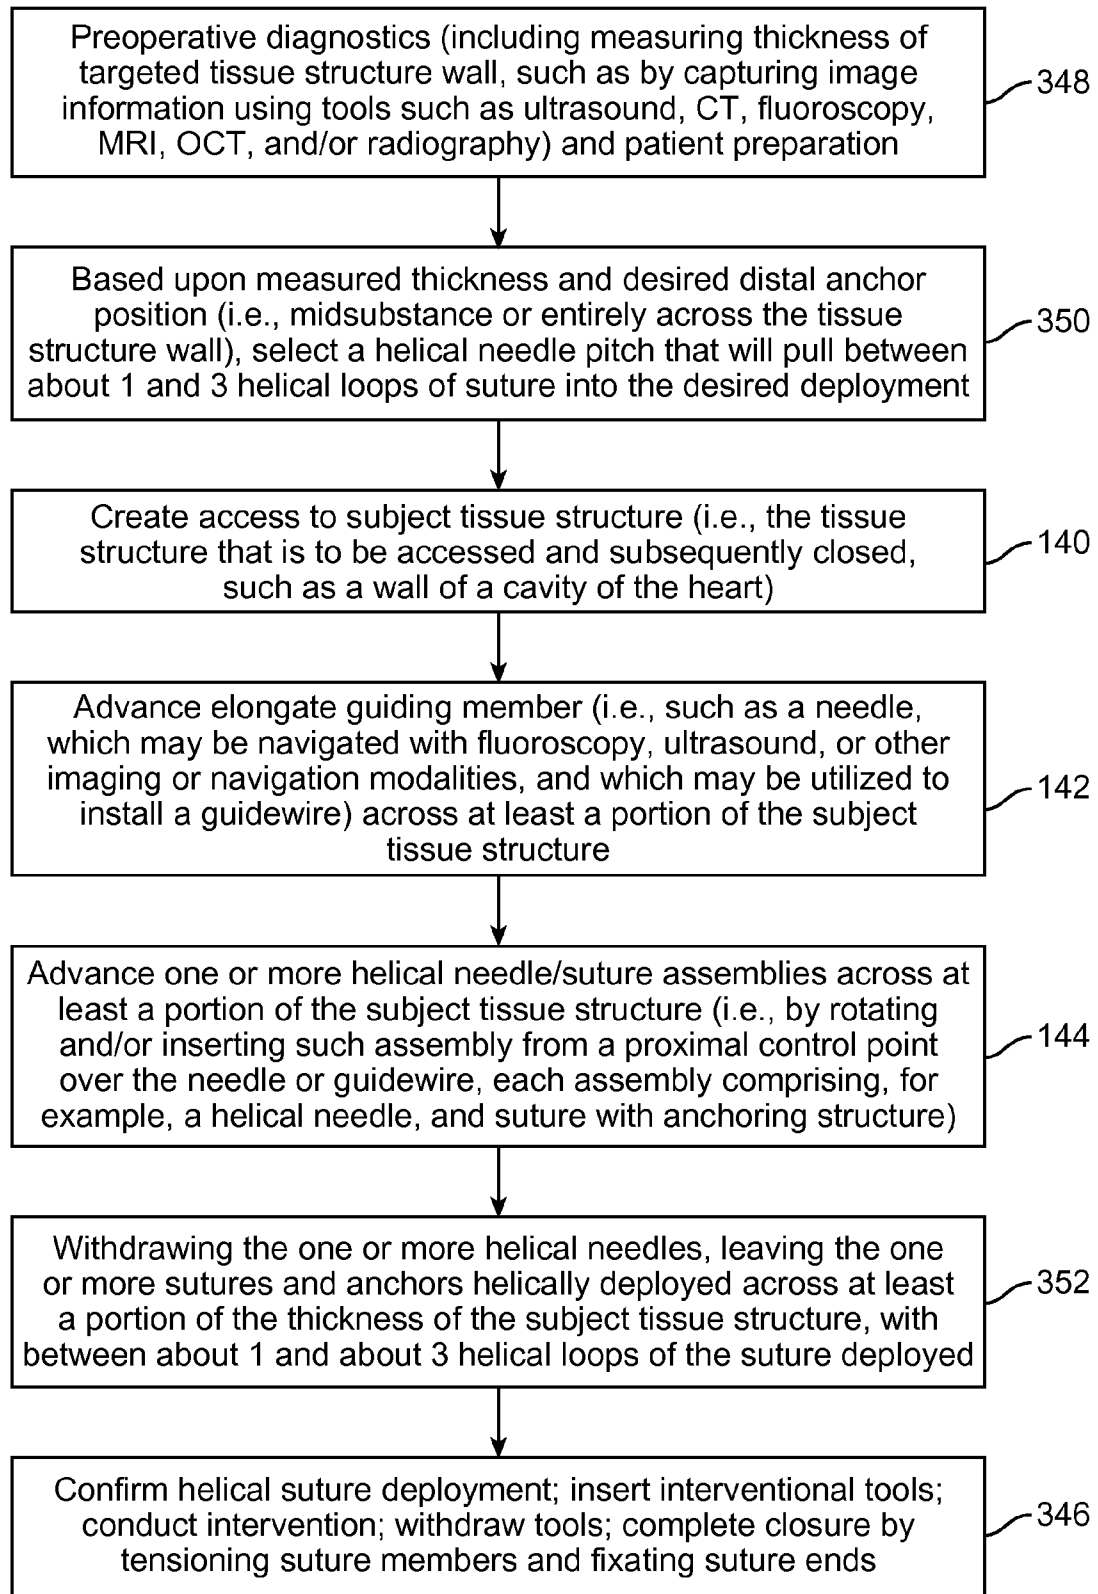 Preoperative diagnostics (including measuring thickness of
targeted tissue structure wall, such as by capturing image
information using tools such as ultrasound, CT, fluoroscopy,
MRI, OCT, and/or radiography) and patient preparation
348
Based upon measured thickness and desired distal anchor
position (i.e., midsubstance or entirely across the tissue
structure wall), select a helical needle pitch that will pull between
about 1 and 3 helical loops of suture into the desired deployment
350
Create access to subject tissue structure (i.e., the tissue
structure that is to be accessed and subsequently closed,
such as a wall of a cavity of the heart)
140
Advance elongate guiding member (i.e., such as a needle,
which may be navigated with fluoroscopy, ultrasound, or other
imaging or navigation modalities, and which may be utilized to
install a guidewire) across at least a portion of the subject
tissue structure
142
Advance one or more helical needle/suture assemblies across at
least a portion of the subject tissue structure (i.e., by rotating
and/or inserting such assembly from a proximal control point
over the needle or guidewire, each assembly comprising, for
example, a helical needle, and suture with anchoring structure)
144
Withdrawing the one or more helical needles, leaving the one
or more sutures and anchors helically deployed across at least
a portion of the thickness of the subject tissue structure, with
between about 1 and about 3 helical loops of the suture deployed
352
Confirm helical suture deployment; insert interventional tools;
conduct intervention; withdraw tools; complete closure by
tensioning suture members and fixating suture ends
346